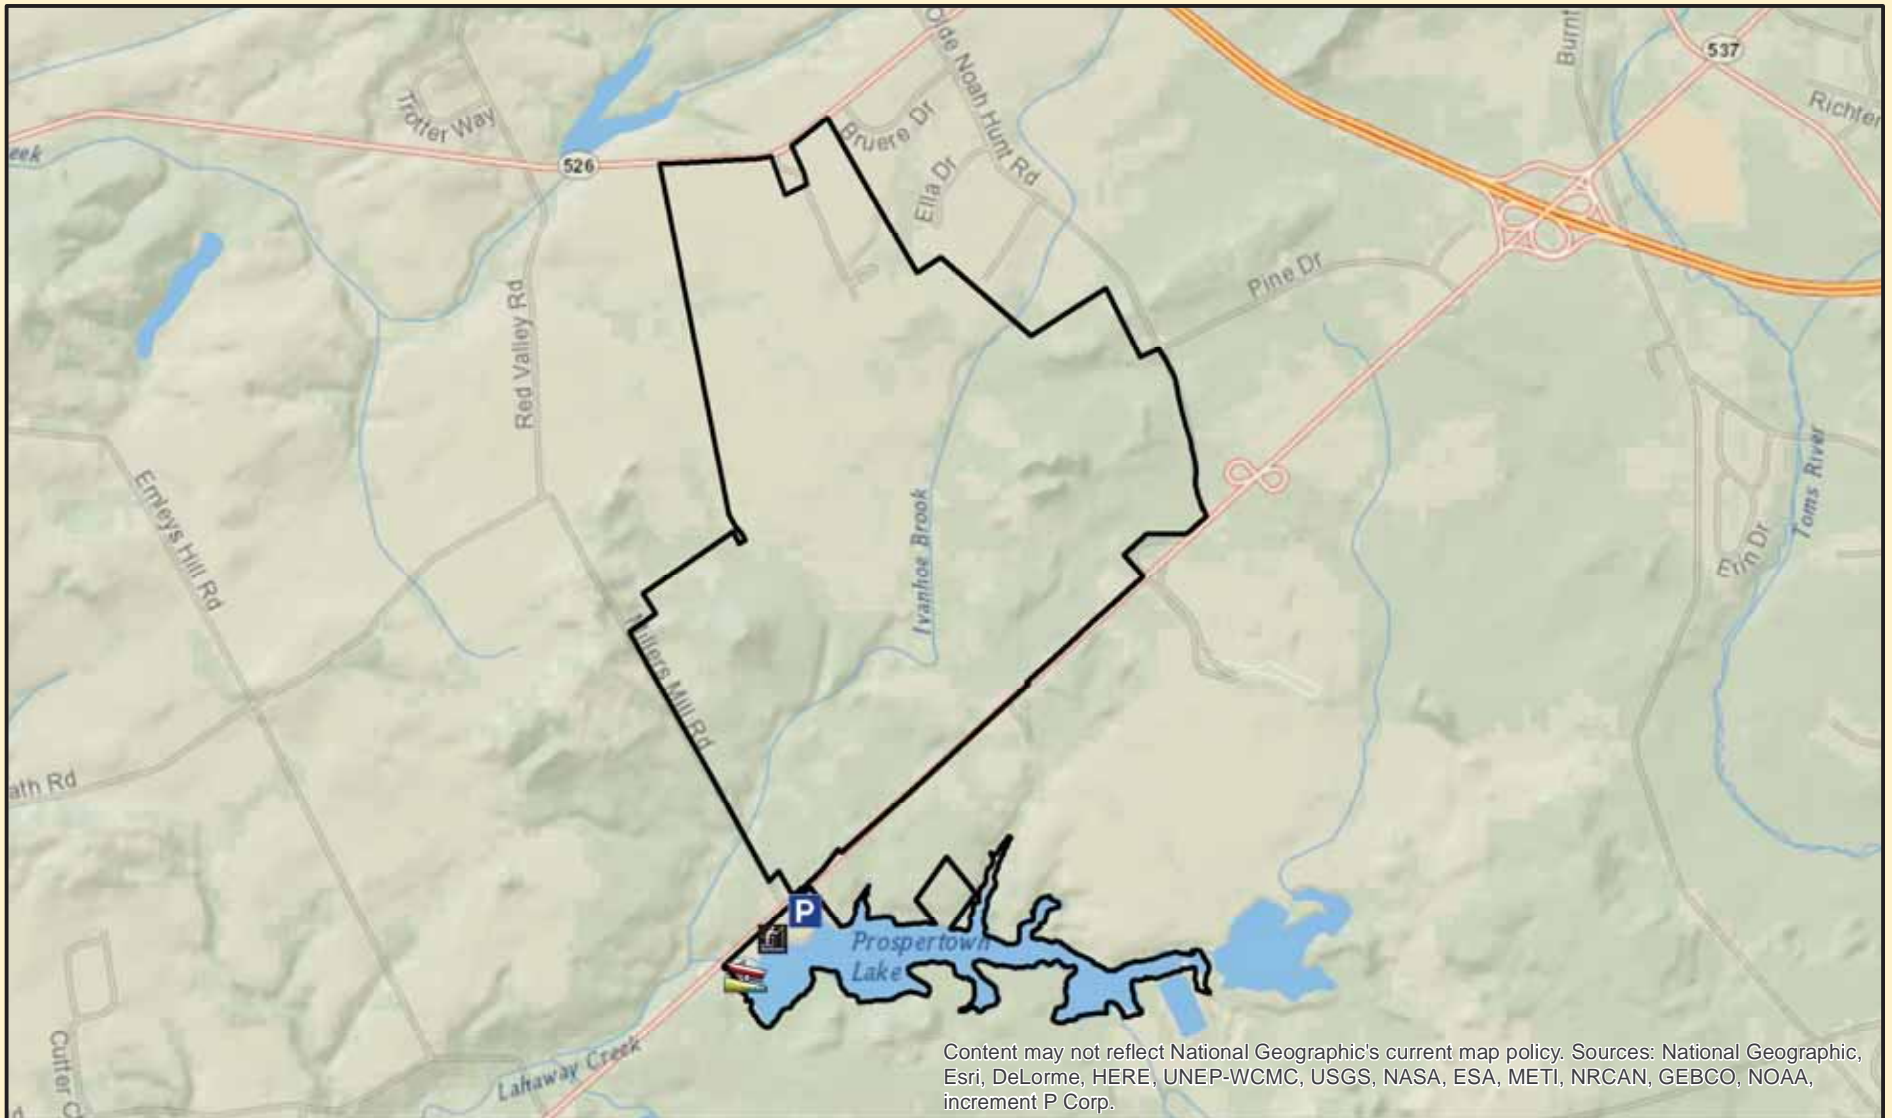 Olde Noah Hunt Rd
Burnt
537
Richter
Trotter Way
Bruere Dr
eek
526
Ella Dr
Pine Dr
Red Valley Rd
Emleys Hill Rd
Ivanhoe Brook
Toms River
Erin Dr
Millers Mill Rd
ath Rd
P
Prospertown
Lake
Cutter C
Lahaway Creek
d
Content may not reflect National Geographic's current map policy. Sources: National Geographic,
Esri, DeLorme, HERE, UNEP-WCMC, USGS, NASA, ESA, METI, NRCAN, GEBCO, NOAA,
increment P Corp.